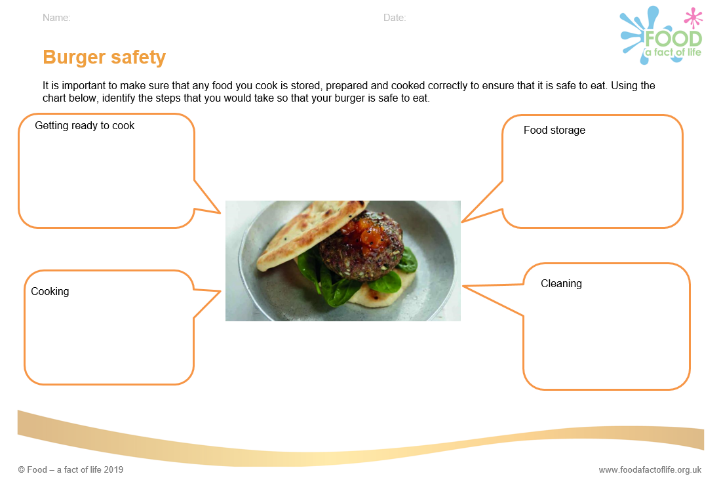 Name:
Date:
FOOD
a fact of life
Burger safety
It is important to make sure that any food you cook is stored, prepared and cooked correctly to ensure that it is safe to eat. Using the
chart below, identify the steps that you would take so that your burger is safe to eat.
Getting ready to cook
Food storage
Cooking
Cleaning
© Food – a fact of life 2019
www.foodafactoflife.org.uk